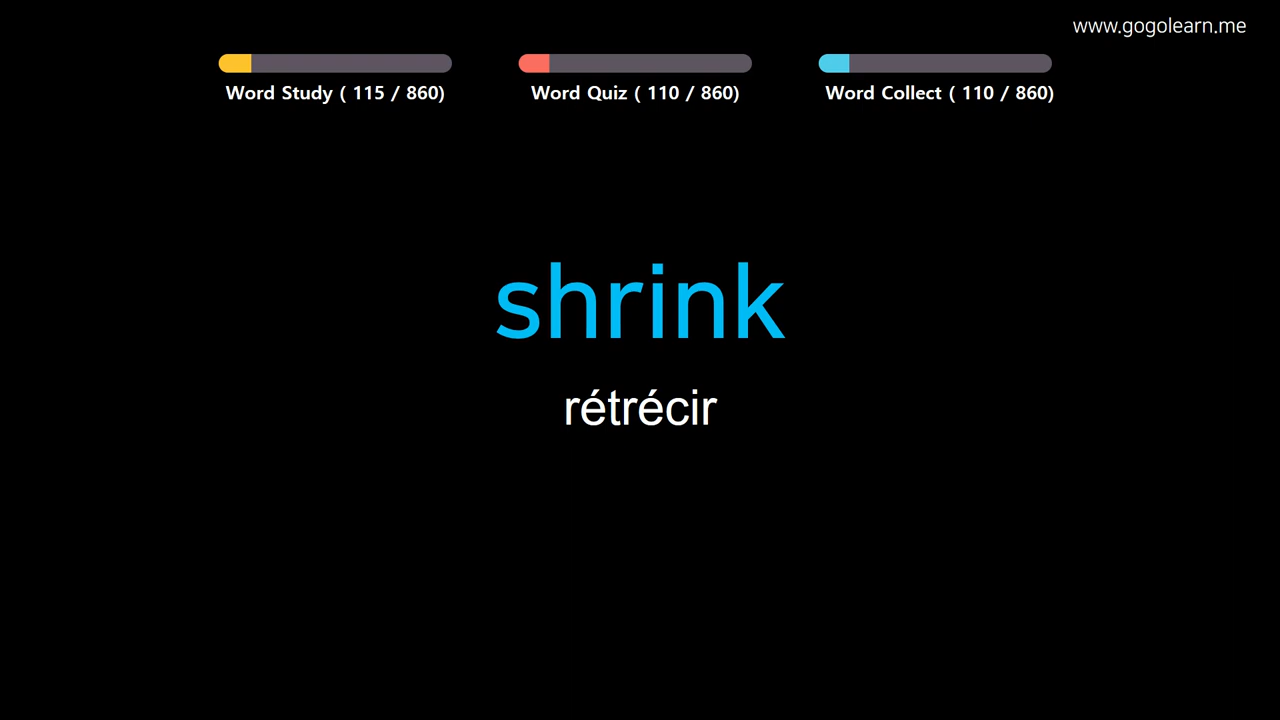 www.gogolearn.me
Word Study ( 115 / 860)
Word Quiz ( 110 / 860)
Word Collect ( 110 / 860)
shrink
rétrécir